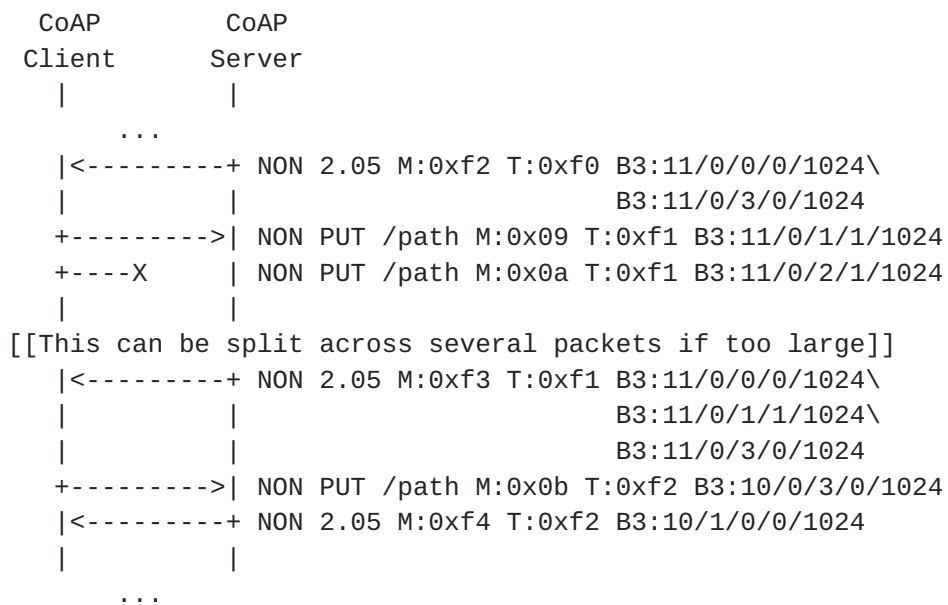 CoAP CoAP
Client Server
| |
...
|<---------+ NON 2.05 M:0xf2 T:0xf0 B3:11/0/0/0/1024\
| | B3:11/0/3/0/1024
+--------->| NON PUT /path M:0x09 T:0xf1 B3:11/0/1/1/1024
+----X | NON PUT /path M:0x0a T:0xf1 B3:11/0/2/1/1024
| |
[[This can be split across several packets if too large]]
|<---------+ NON 2.05 M:0xf3 T:0xf1 B3:11/0/0/0/1024\
| | B3:11/0/1/1/1024\
| | B3:11/0/3/0/1024
+--------->| NON PUT /path M:0x0b T:0xf2 B3:10/0/3/0/1024
|<---------+ NON 2.05 M:0xf4 T:0xf2 B3:10/1/0/0/1024
| |
...